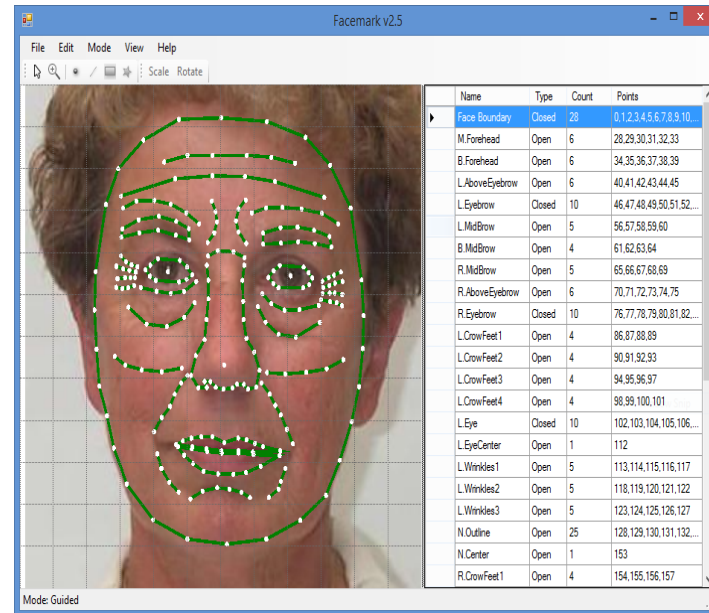 Facemark v2.5
File Edit Mode View Help
Scale Rotate
Name Type Count Points
Face Boundary Closed 28 0,1,2,3,4,5,6,7,8,9,10,...
M.Forehead Open 6 28,29,30,31,32,33
B.Forehead Open 6 34,35,36,37,38,39
L.AboveEyebrow Open 6 40,41,42,43,44,45
L.Eyebrow Closed 10 46,47,48,49,50,51,52,...
L.MidBrow Open 5 56,57,58,59,60
B.MidBrow Open 4 61,62,63,64
R.MidBrow Open 5 65,66,67,68,69
R.AboveEyebrow Open 6 70,71,72,73,74,75
R.Eyebrow Closed 10 76,77,78,79,80,81,82,...
L.CrowFeet1 Open 4 86,87,88,89
L.CrowFeet2 Open 4 90,91,92,93
L.CrowFeet3 Open 4 94,95,96,97
L.CrowFeet4 Open 4 98,99,100,101
L.Eye Closed 10 102,103,104,105,106,...
L.EyeCenter Open 1 112
L.Wrinkles1 Open 5 113,114,115,116,117
L.Wrinkles2 Open 5 118,119,120,121,122
L.Wrinkles3 Open 5 123,124,125,126,127
N.Outline Open 25 128,129,130,131,132,...
N.Center Open 1 153
R.CrowFeet1 Open 4 154,155,156,157
Mode: Guided